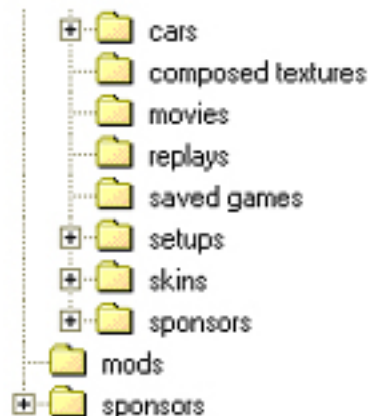 cars
composed textures
movies
replays
saved games
setups
skins
sponsors
mods
sponsors